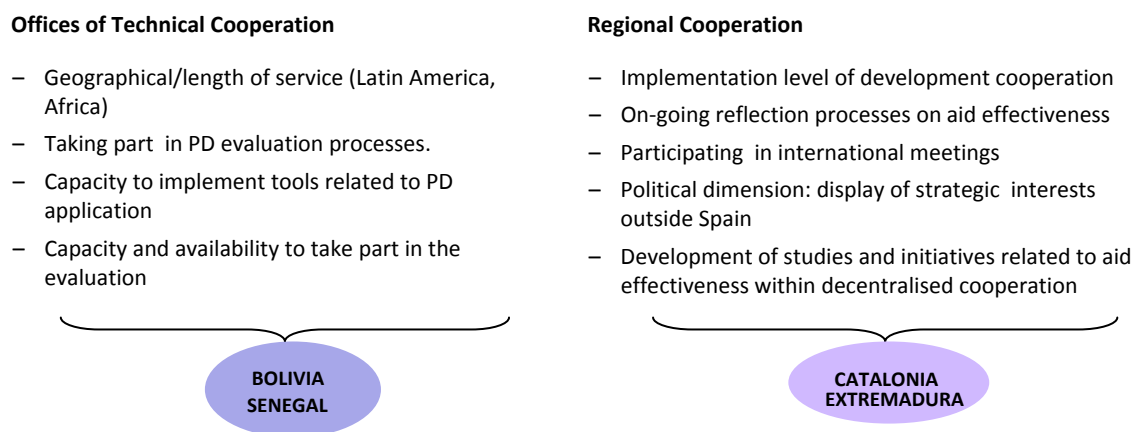 Offices of Technical Cooperation
– Geographical/length of service (Latin America,
Africa)
– Taking part in PD evaluation processes.
– Capacity to implement tools related to PD
application
– Capacity and availability to take part in the
evaluation
BOLIVIA
SENEGAL
Regional Cooperation
– Implementation level of development cooperation
– On-going reflection processes on aid effectiveness
– Participating in international meetings
– Political dimension: display of strategic interests
outside Spain
– Development of studies and initiatives related to aid
effectiveness within decentralised cooperation
CATALONIA
EXTREMADURA